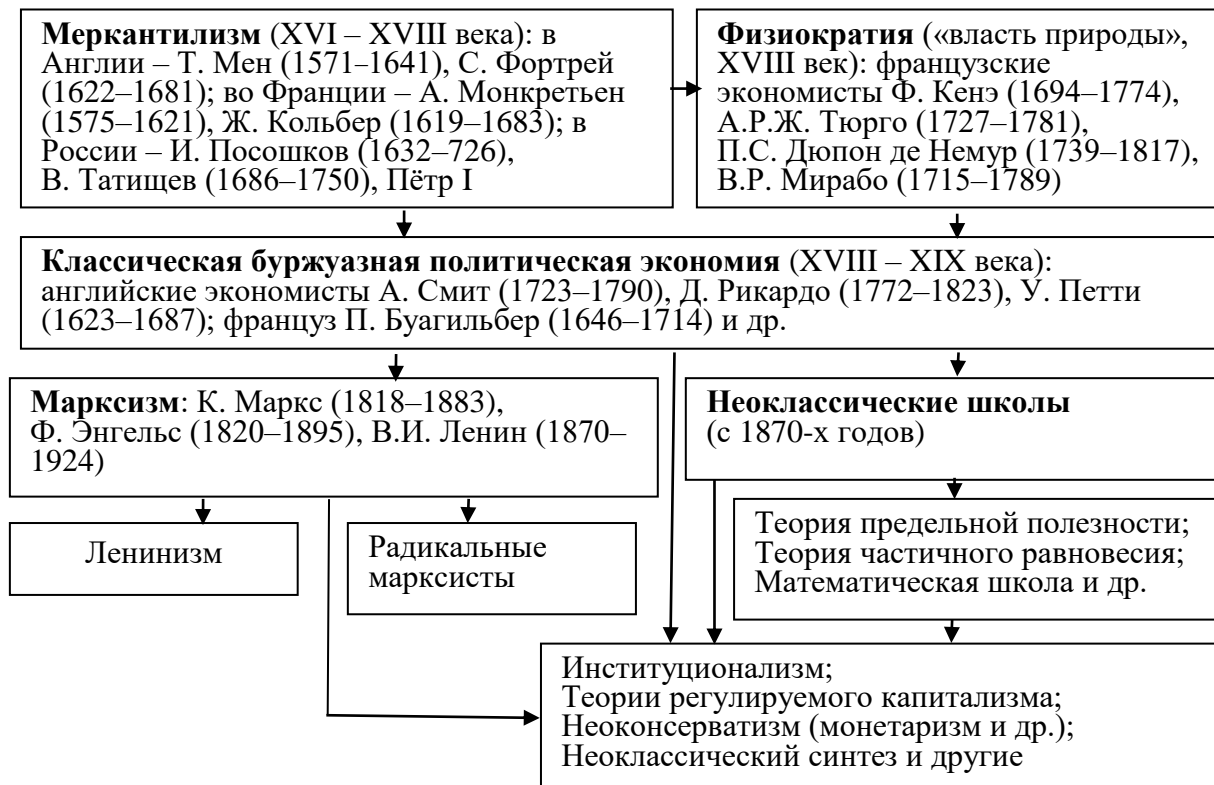 Меркантилизм (XVI – XVIII века): в
Англии – Т. Мен (1571–1641), С. Фортрей
(1622–1681); во Франции – А. Монкретьен
(1575–1621), Ж. Кольбер (1619–1683); в
России – И. Посошков (1632–726),
В. Татищев (1686–1750), Пётр I
Физиократия («власть природы»,
XVIII век): французские
экономисты Ф. Кенэ (1694–1774),
А.Р.Ж. Тюрго (1727–1781),
П.С. Дюпон де Немур (1739–1817),
В.Р. Мирабо (1715–1789)
Классическая буржуазная политическая экономия (XVIII – XIX века):
английские экономисты А. Смит (1723–1790), Д. Рикардо (1772–1823), У. Петти
(1623–1687); француз П. Буагильбер (1646–1714) и др.
Марксизм: К. Маркс (1818–1883),
Ф. Энгельс (1820–1895), В.И. Ленин (1870–
1924)
Неоклассические школы
(с 1870-х годов)
Ленинизм
Радикальные
марксисты
Теория предельной полезности;
Теория частичного равновесия;
Математическая школа и др.
Институционализм;
Теории регулируемого капитализма;
Неоконсерватизм (монетаризм и др.);
Неоклассический синтез и другие